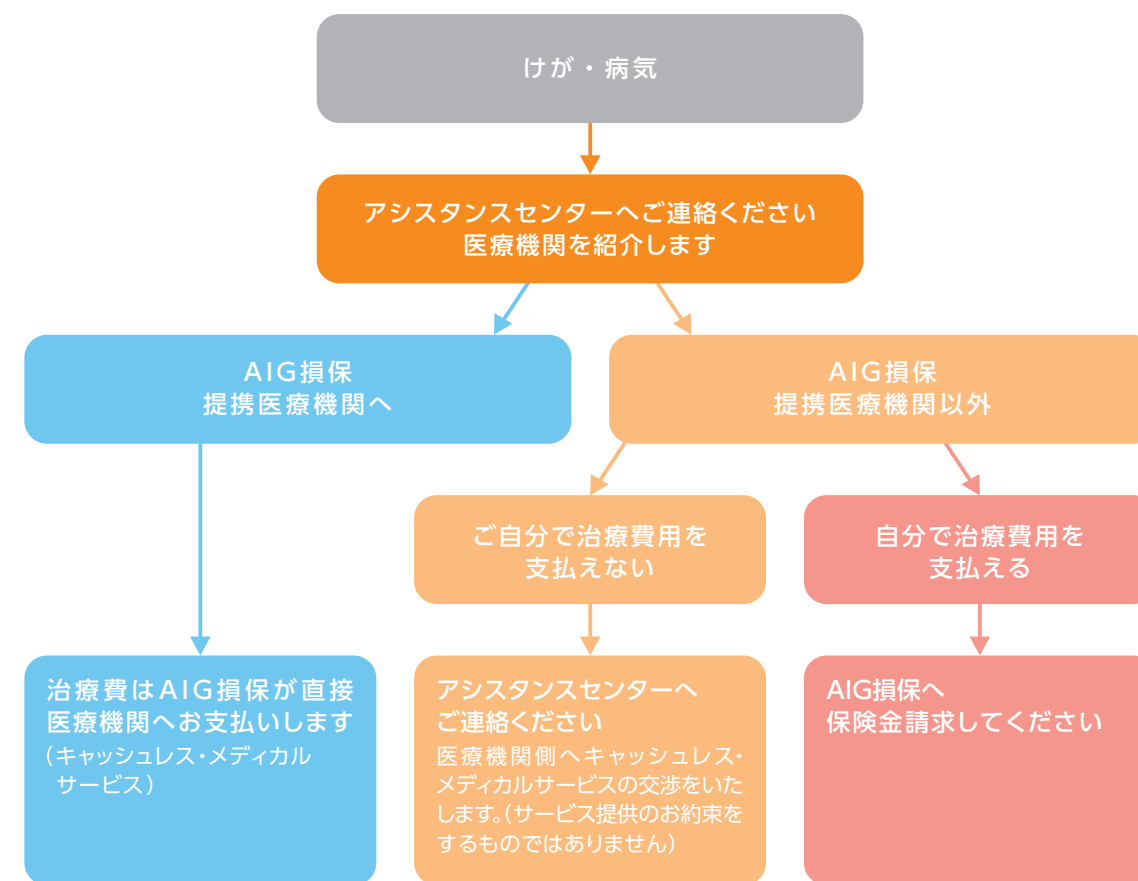 けが・病気
アシスタンスセンターへご連絡ください
医療機関を紹介します
AIG損保
提携医療機関へ
AIG損保
提携医療機関以外
ご自分で治療費用を
支払えない
自分で治療費用を
支払える
治療費はAIG損保が直接
医療機関へお支払いします
（キャッシュレス・メディカル
サービス）
アシスタンスセンターへ
ご連絡ください
医療機関側へキャッシュレス・
メディカルサービスの交渉をいた
します。（サービス提供のお約束を
するものではありません）
AIG損保へ
保険金請求してください